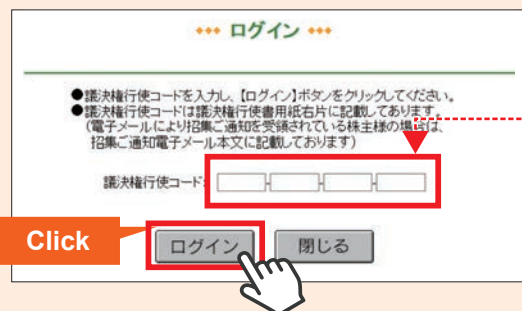 ログイン
●議決権行使コードを入力し、【ログイン】ボタンをクリックしてください。
●議決権行使コードは議決権行使書用紙右片に記載してあります。
(電子メールにより招集ご通知を受領されている株主様の場合は、
招集ご通知電子メール本文に記載しております)
議決権行使コード:
Click
ログイン
閉じる